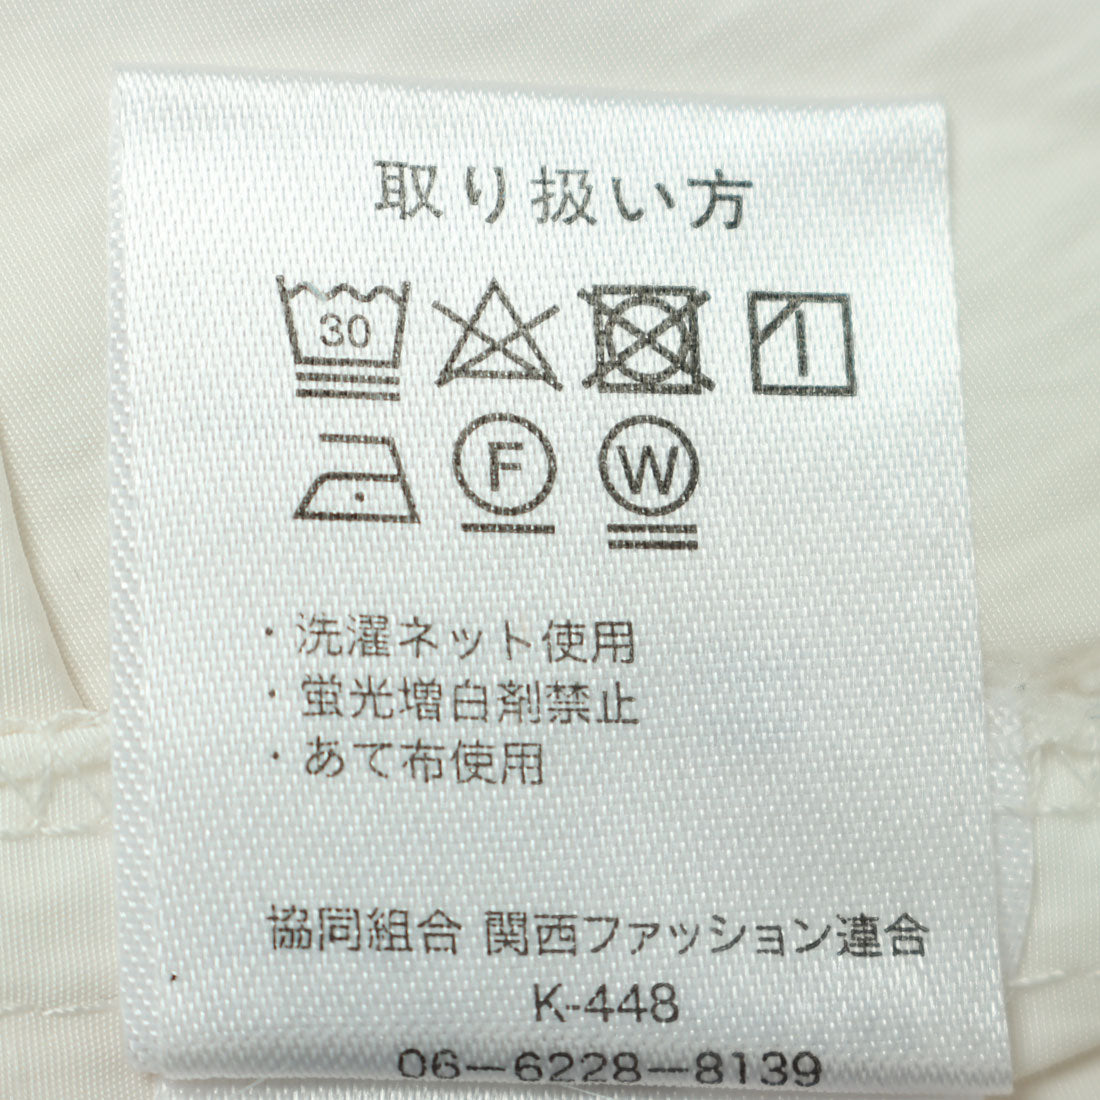 取り扱い方
30
F W
・洗濯ネット使用
・蛍光増白剤禁止
・あて布使用
協同組合 関西ファッション連合
K-448
06-6228-8139